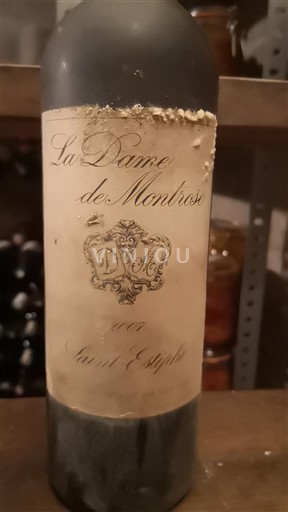 La Dame
de Montrose
VINIOU
D M
2007
Saint-Estèphe